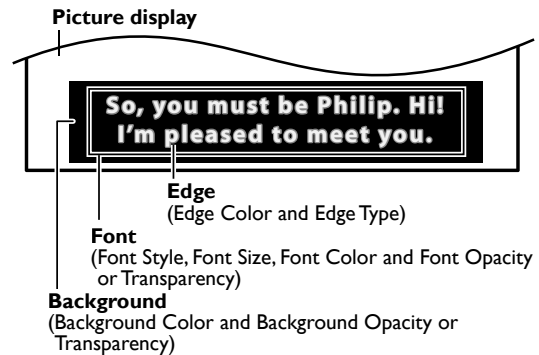 Picture display
So, you must be Philip. Hi!
I'm pleased to meet you.
Edge
(Edge Color and Edge Type)
Font
(Font Style, Font Size, Font Color and Font Opacity
or Transparency)
Background
(Background Color and Background Opacity or
Transparency)